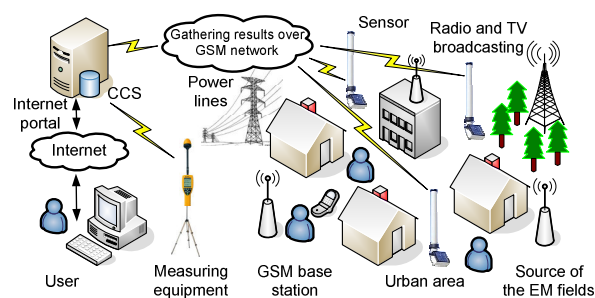 Gathering results over
GSM network
Sensor
Radio and TV
broadcasting
CCS
Power
lines
Internet
portal
Internet
User
Measuring
equipment
GSM base
station
Urban area
Source of
the EM fields